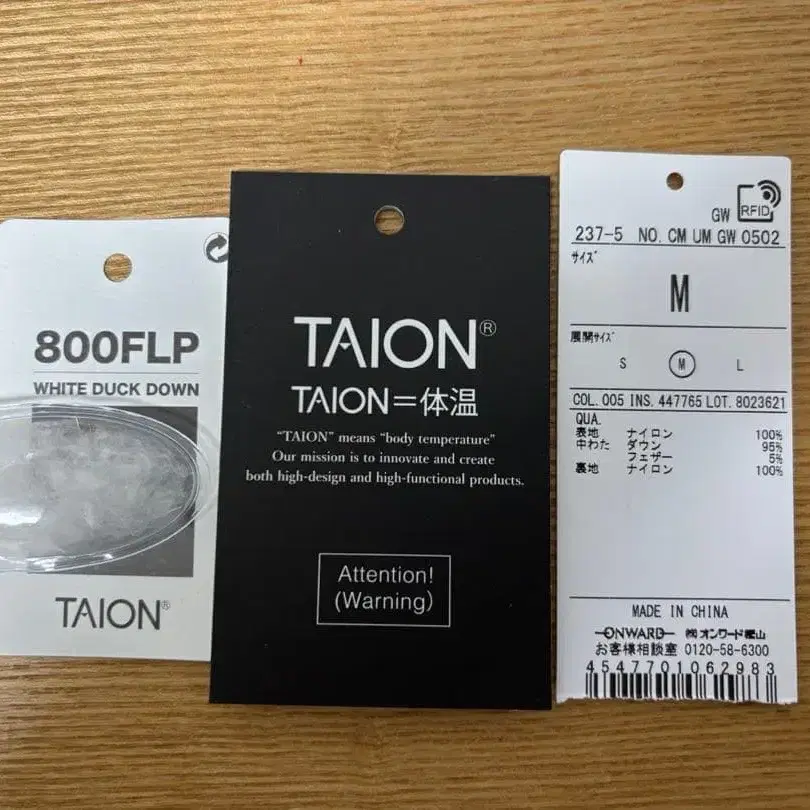 800FLP
WHITE DUCK DOWN
TAION®
TAION®
TAION=体温
“TAION” means “body temperature”
Our mission is to innovate and create
both high-design and high-functional products.
Attention!
(Warning)
GW RFID
237-5 NO. CM UM GW 0502
サイズ
M
展開サイズ
S M L
COL. 005 INS. 447765 LOT. 8023621
QUA.
表地 ナイロン 100%
中わた ダウン 95%
フェザー 5%
裏地 ナイロン 100%
MADE IN CHINA
ONWARD ㈱オンワード樫山
お客様相談室 0120-58-6300
4547701062983